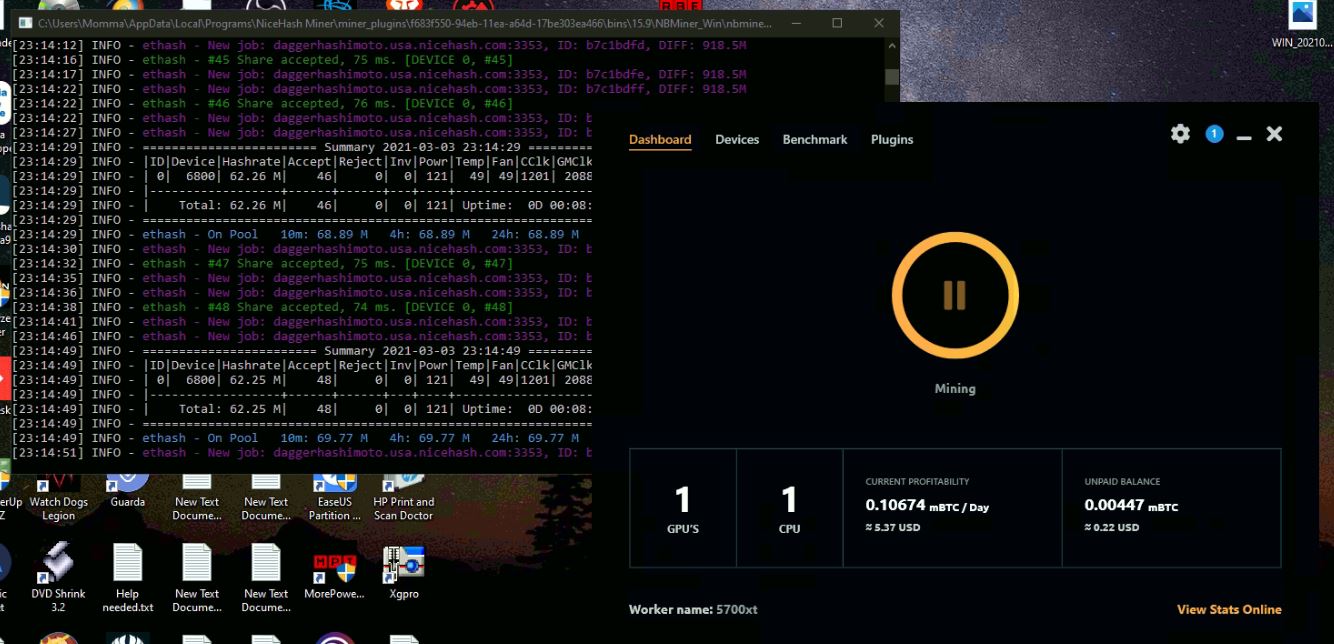 C:\Users\Momma\AppData\Local\Programs\NiceHash Miner\miner_plugins\f683f550-94eb-11ea-a64d-17be303ea466\bins\15.9\NBMiner_Win\nbmine...
[23:14:12] INFO - ethash - New job: daggerhashimoto.usa.nicehash.com:3353, ID: b7c1bdfd, DIFF: 918.5M
[23:14:16] INFO - ethash - #45 Share accepted, 75 ms. [DEVICE 0, #45]
[23:14:17] INFO - ethash - New job: daggerhashimoto.usa.nicehash.com:3353, ID: b7c1bdfe, DIFF: 918.5M
[23:14:22] INFO - ethash - New job: daggerhashimoto.usa.nicehash.com:3353, ID: b7c1bdff, DIFF: 918.5M
[23:14:22] INFO - ethash - #46 Share accepted, 76 ms. [DEVICE 0, #46]
[23:14:22] INFO - ethash - New job: daggerhashimoto.usa.nicehash.com:3353, ID: b
[23:14:27] INFO - ethash - New job: daggerhashimoto.usa.nicehash.com:3353, ID: b
[23:14:29] INFO - ======================= Summary 2021-03-03 23:14:29 =========
[23:14:29] INFO - |ID|Device|Hashrate|Accept|Reject|Inv|Powr|Temp|Fan|CClk|GMClk
[23:14:29] INFO - | 0|  6800| 62.26 M|    46|     0|  0| 121|  49| 49|1201| 2088
[23:14:29] INFO - |------------------+------+------+---+----+-------------------
[23:14:29] INFO - |    Total: 62.26 M|    46|     0|  0| 121| Uptime:  0D 00:08:
[23:14:29] INFO - ============================================================
[23:14:29] INFO - ethash - On Pool   10m: 68.89 M   4h: 68.89 M   24h: 68.89 M
[23:14:30] INFO - ethash - New job: daggerhashimoto.usa.nicehash.com:3353, ID: b
[23:14:32] INFO - ethash - #47 Share accepted, 75 ms. [DEVICE 0, #47]
[23:14:35] INFO - ethash - New job: daggerhashimoto.usa.nicehash.com:3353, ID: b
[23:14:36] INFO - ethash - New job: daggerhashimoto.usa.nicehash.com:3353, ID: b
[23:14:38] INFO - ethash - #48 Share accepted, 74 ms. [DEVICE 0, #48]
[23:14:41] INFO - ethash - New job: daggerhashimoto.usa.nicehash.com:3353, ID: b
[23:14:46] INFO - ethash - New job: daggerhashimoto.usa.nicehash.com:3353, ID: b
[23:14:49] INFO - ======================= Summary 2021-03-03 23:14:49 =========
[23:14:49] INFO - |ID|Device|Hashrate|Accept|Reject|Inv|Powr|Temp|Fan|CClk|GMClk
[23:14:49] INFO - | 0|  6800| 62.25 M|    48|     0|  0| 121|  49| 49|1201| 2088
[23:14:49] INFO - |------------------+------+------+---+----+-------------------
[23:14:49] INFO - |    Total: 62.25 M|    48|     0|  0| 121| Uptime:  0D 00:08:
[23:14:49] INFO - ============================================================
[23:14:49] INFO - ethash - On Pool   10m: 69.77 M   4h: 69.77 M   24h: 69.77 M
[23:14:51] INFO - ethash - New job: daggerhashimoto.usa.nicehash.com:3353, ID: b
WIN_20210...
Dashboard Devices Benchmark Plugins
1
Mining
1
GPU'S
1
CPU
CURRENT PROFITABILITY
0.10674 mBTC / Day
≈ 5.37 USD
UNPAID BALANCE
0.00447 mBTC
≈ 0.22 USD
Worker name: 5700xt
View Stats Online
Watch Dogs Legion
Guarda
New Text Docume...
New Text Docume...
EaseUS Partition ...
HP Print and Scan Doctor
DVD Shrink 3.2
Help needed.txt
New Text Docume...
New Text Docume...
MorePowe...
Xgpro